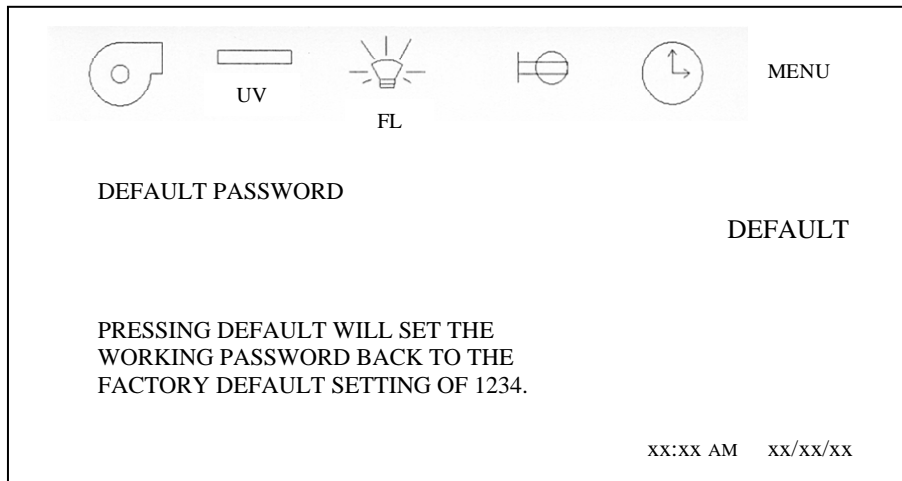 UV
FL
MENU
DEFAULT PASSWORD
DEFAULT
PRESSING DEFAULT WILL SET THE
WORKING PASSWORD BACK TO THE
FACTORY DEFAULT SETTING OF 1234.
xx:xx AM xx/xx/xx